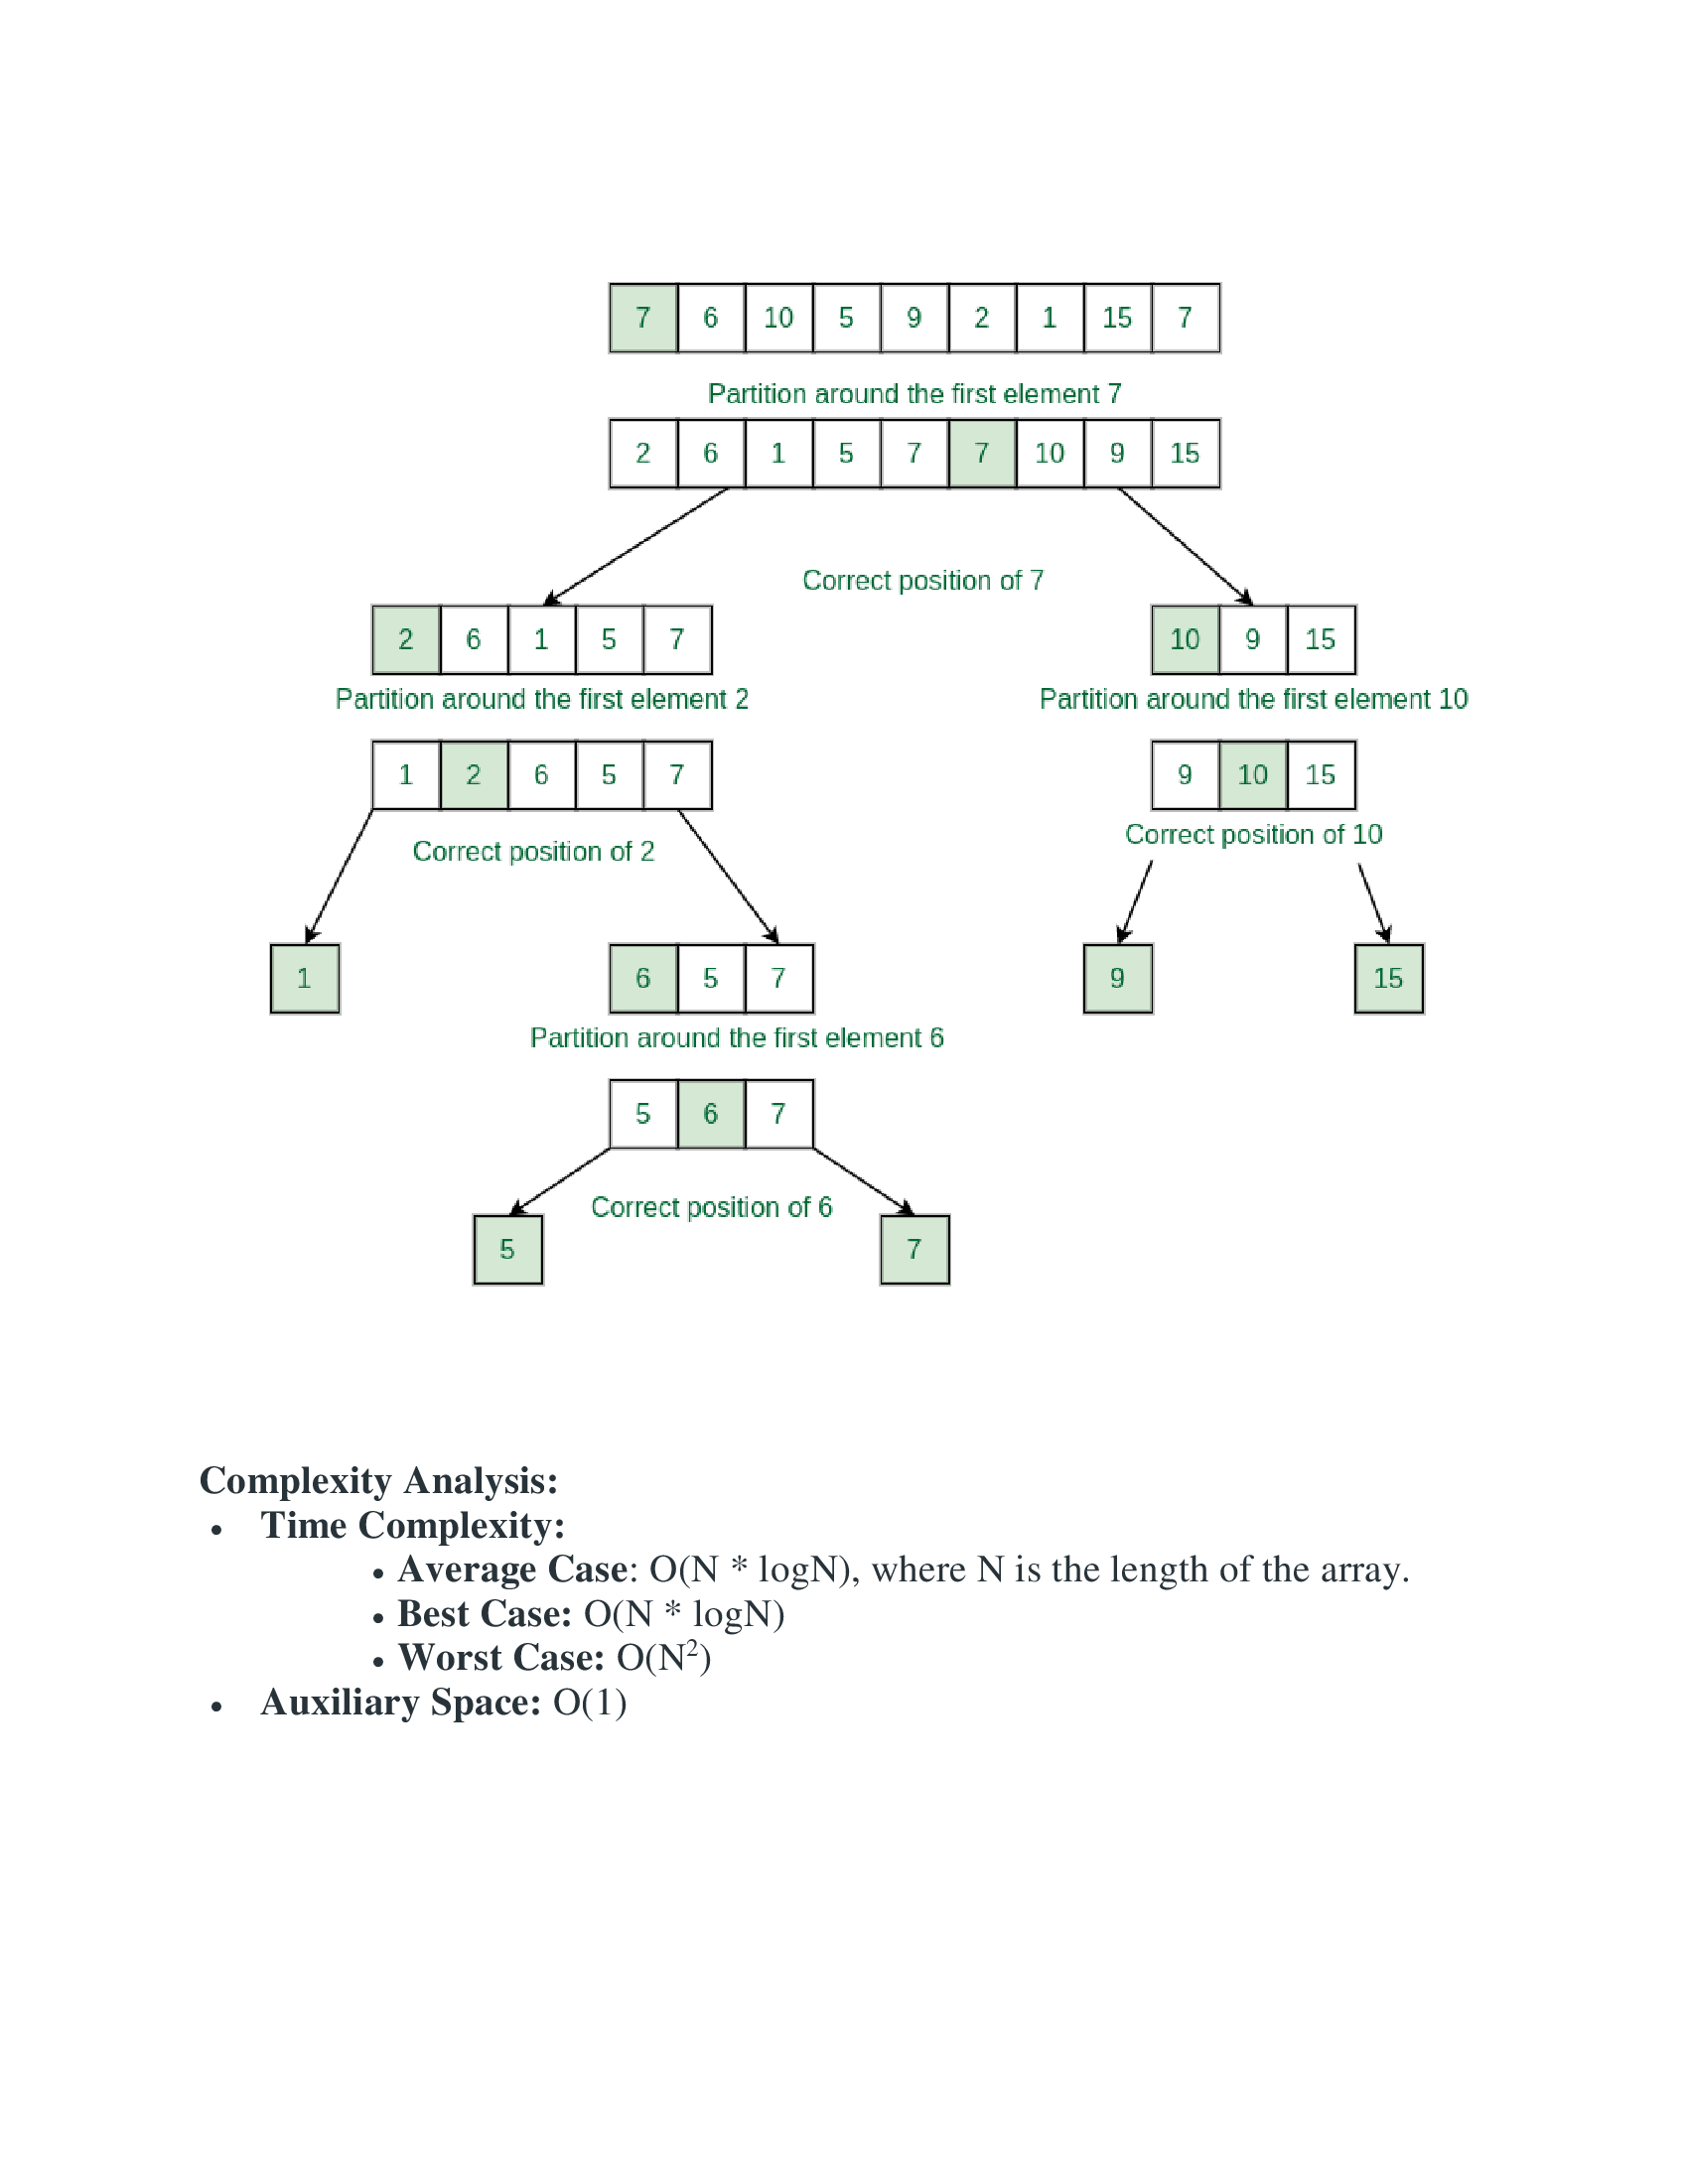 7 6 10 5 9 2 1 15 7
Partition around the first element 7
2 6 1 5 7 7 10 9 15
Correct position of 7
2 6 1 5 7
10 9 15
Partition around the first element 2
Partition around the first element 10
1 2 6 5 7
9 10 15
Correct position of 2
Correct position of 10
1
6 5 7
9
15
Partition around the first element 6
5 6 7
Correct position of 6
5
7
Complexity Analysis:
• Time Complexity:
• Average Case: O(N * logN), where N is the length of the array.
• Best Case: O(N * logN)
• Worst Case: O(N²)
• Auxiliary Space: O(1)